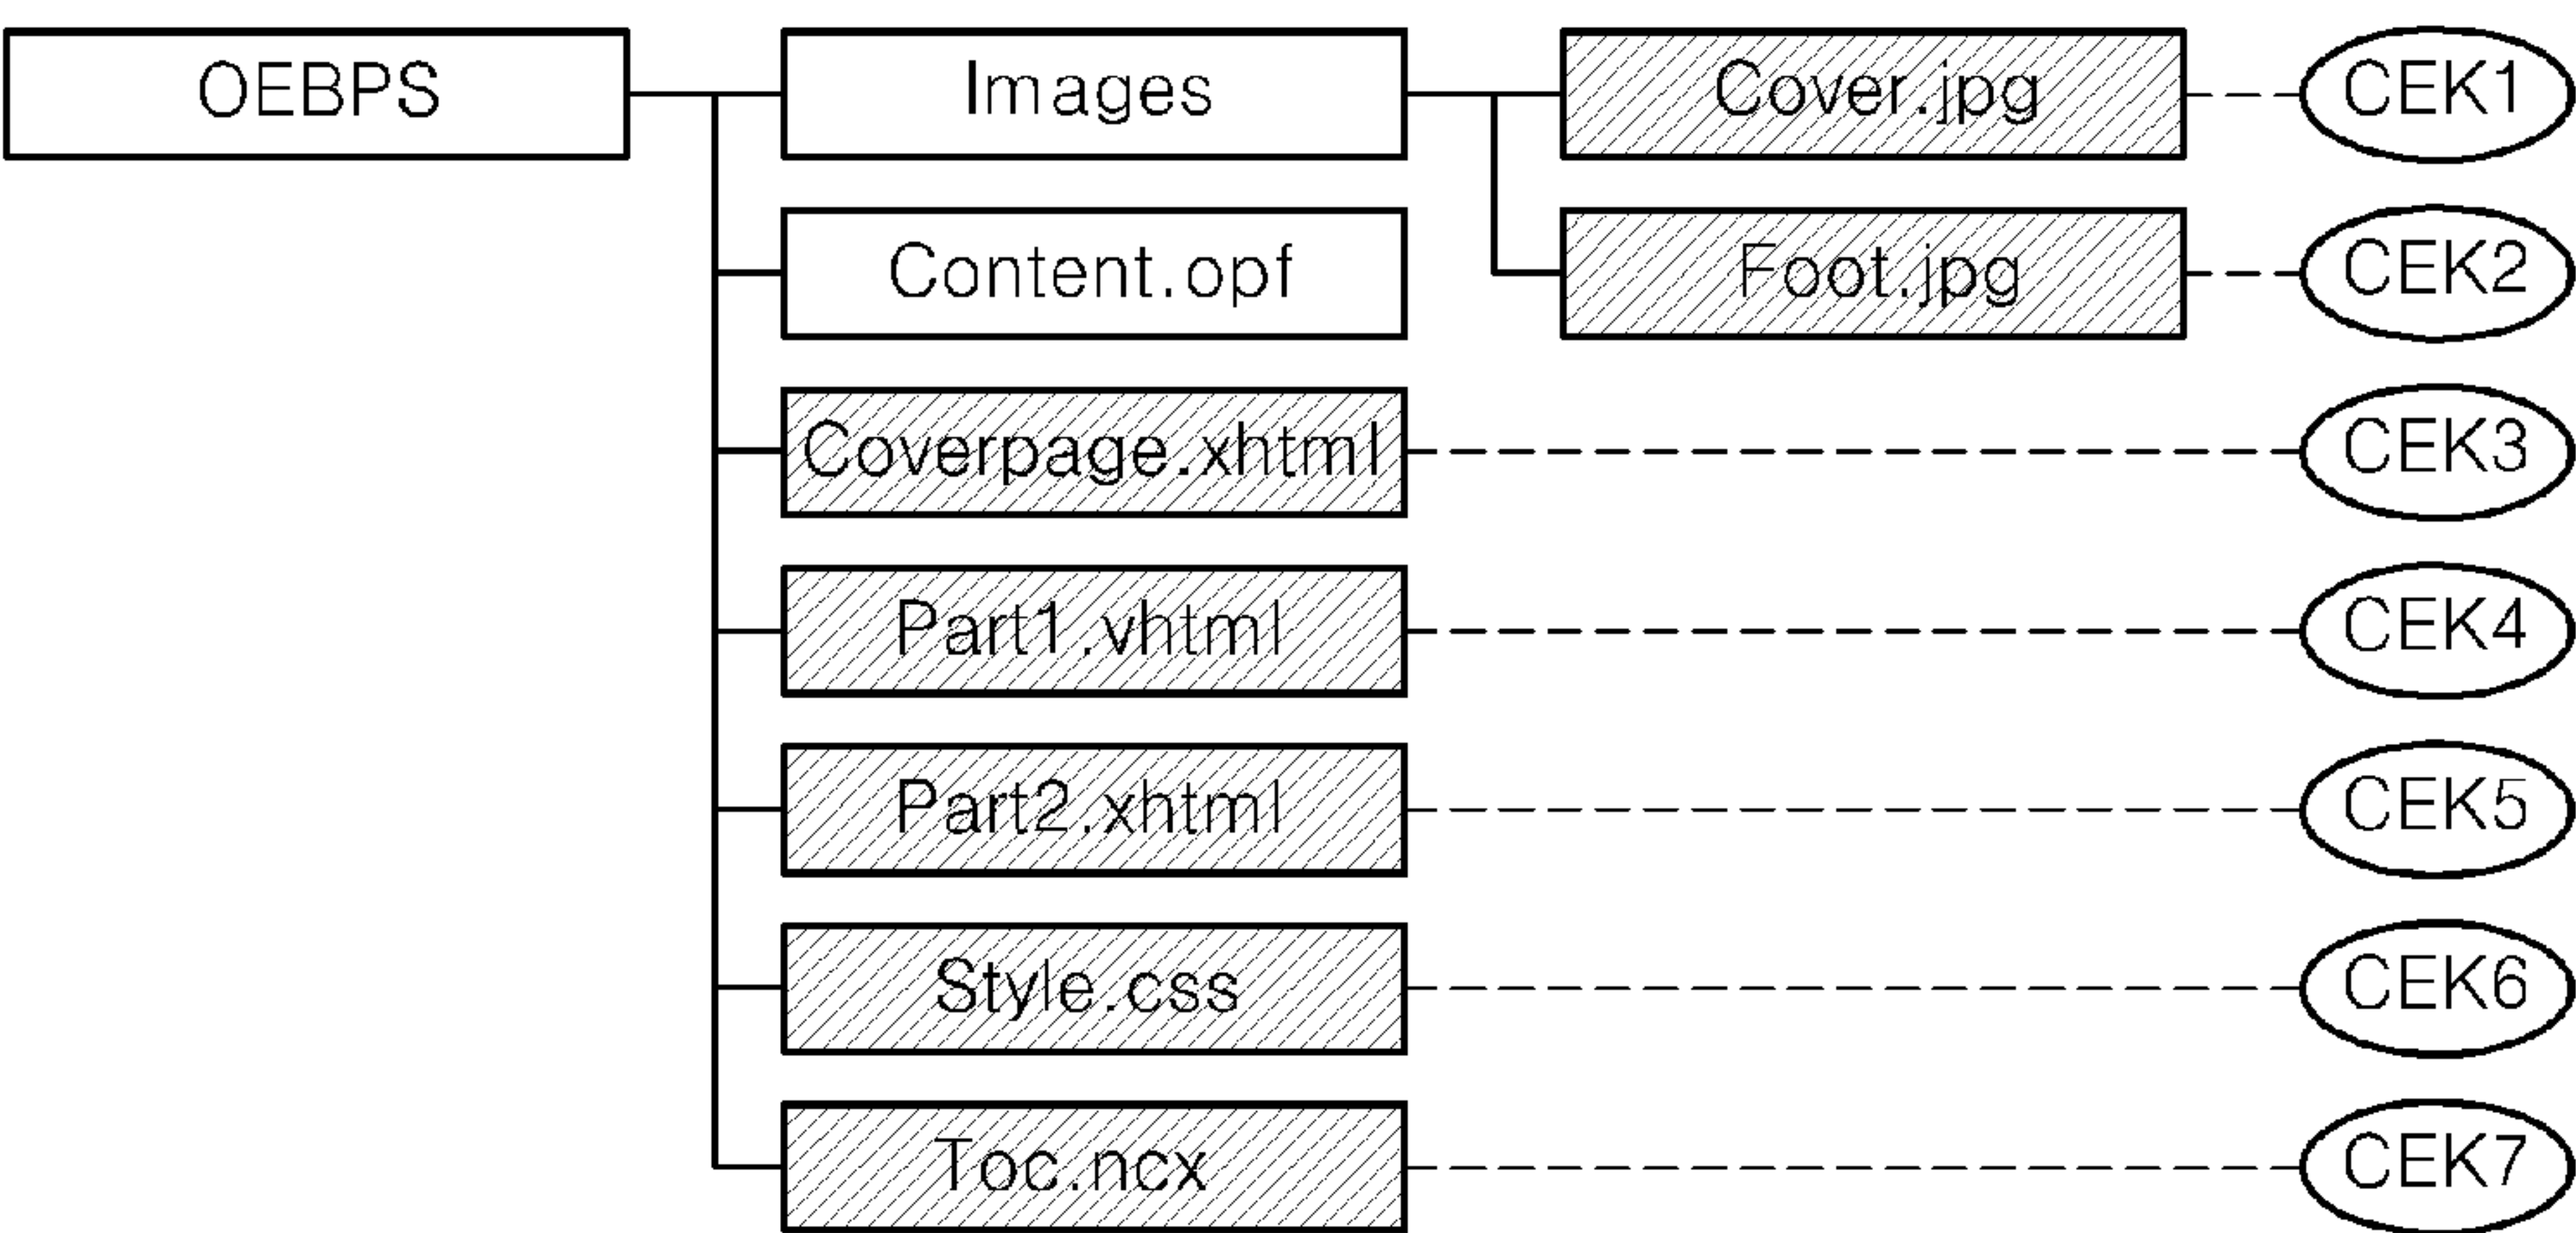 OEBPS Images Cover.jpg CEK1
Content.opf Foot.jpg CEK2
Coverpage.xhtml CEK3
Part1.vhtml CEK4
Part2.xhtml CEK5
Style.css CEK6
Toc.ncx CEK7